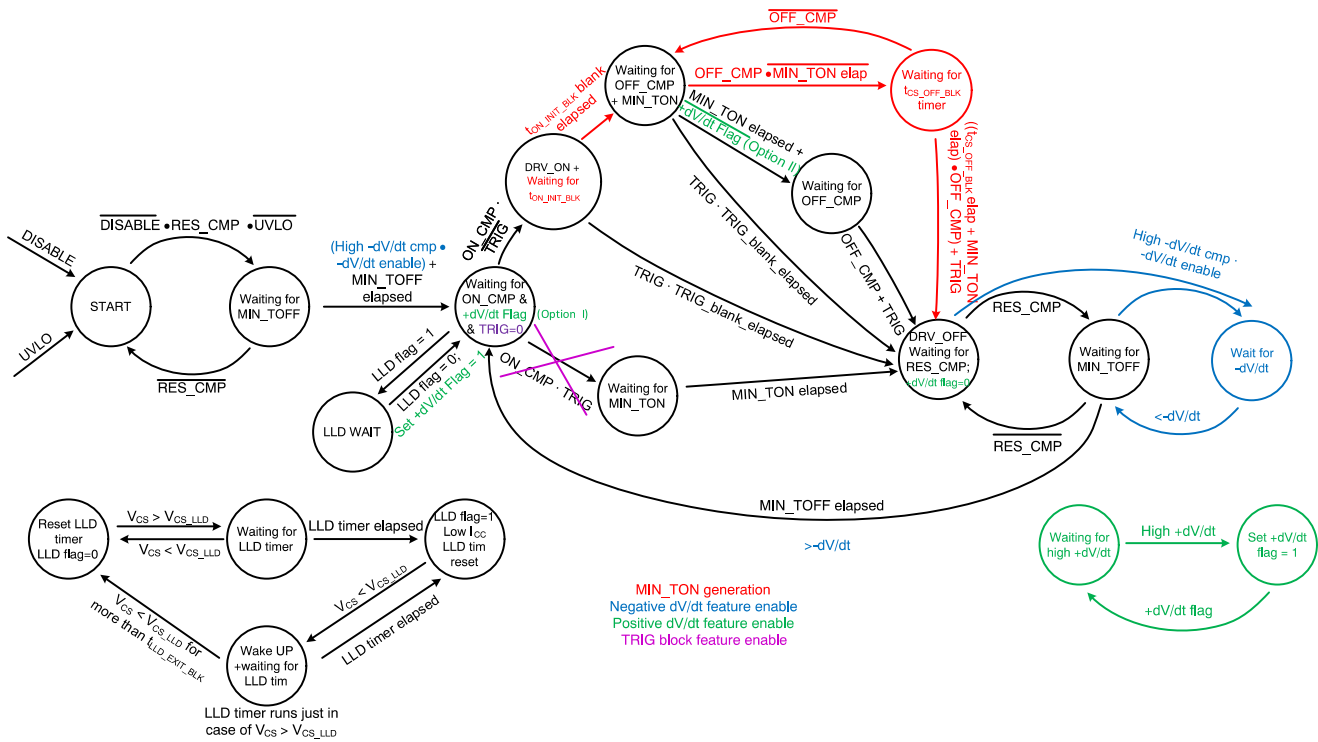 OFF_CMP
Waiting for
OFF_CMP
+ MIN_TON
OFF_CMP •MIN_TON elap
Waiting for
tCS_OFF_BLK
timer
tON_INIT_BLK blank
elapsed
MIN_TON elapsed +
+dV/dt Flag (Option II)
((tCS_OFF_BLK elap + MIN_TON
elap) •OFF_CMP) + TRIG
DRV_ON +
Waiting for
tON_INIT_BLK
Waiting for
OFF_CMP
TRIG · TRIG_blank_elapsed
OFF_CMP + TRIG
DISABLE •RES_CMP •UVLO
DISABLE
UVLO
START
Waiting for
MIN_TOFF
RES_CMP
(High -dV/dt cmp •
-dV/dt enable) +
MIN_TOFF
elapsed
ON_CMP ·
TRIG
Waiting for
ON_CMP &
+dV/dt Flag (Option I)
& TRIG=0
TRIG · TRIG_blank_elapsed
High -dV/dt cmp ·
-dV/dt enable
RES_CMP
DRV_OFF
Waiting for
RES_CMP;
+dV/dt flag=0
Waiting for
MIN_TOFF
Wait for
-dV/dt
<-dV/dt
RES_CMP
LLD flag = 1
LLD flag = 0;
Set +dV/dt Flag = 1
ON_CMP · TRIG
Waiting for
MIN_TON
MIN_TON elapsed
LLD WAIT
MIN_TOFF elapsed
>-dV/dt
Reset LLD
timer
LLD flag=0
VCS > VCS_LLD
VCS < VCS_LLD
Waiting for
LLD timer
LLD timer elapsed
LLD flag=1
Low ICC
LLD tim
reset
VCS < VCS_LLD
LLD timer elapsed
VCS < VCS_LLD for
more than tLLD_EXIT_BLK
Wake UP
+waiting for
LLD tim
LLD timer runs just in
case of VCS > VCS_LLD
MIN_TON generation
Negative dV/dt feature enable
Positive dV/dt feature enable
TRIG block feature enable
Waiting for
high +dV/dt
High +dV/dt
Set +dV/dt
flag = 1
+dV/dt flag